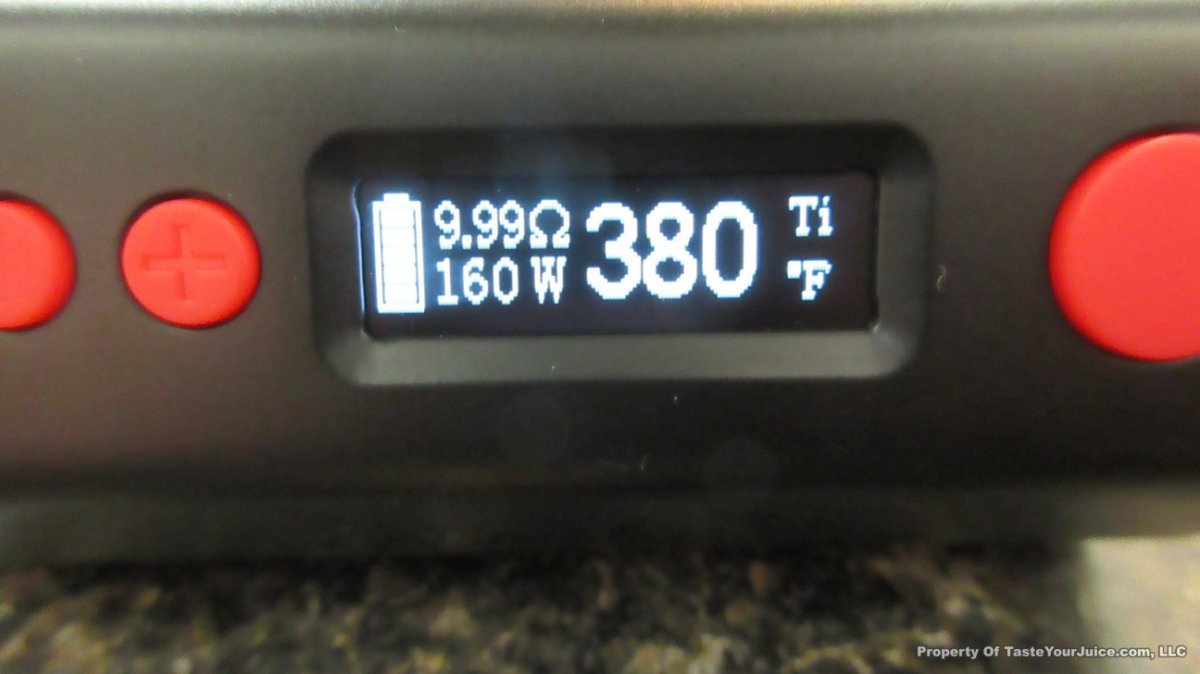 9.99Ω 380 Ti
160 W °F
Property Of TasteYourJuice.com, LLC